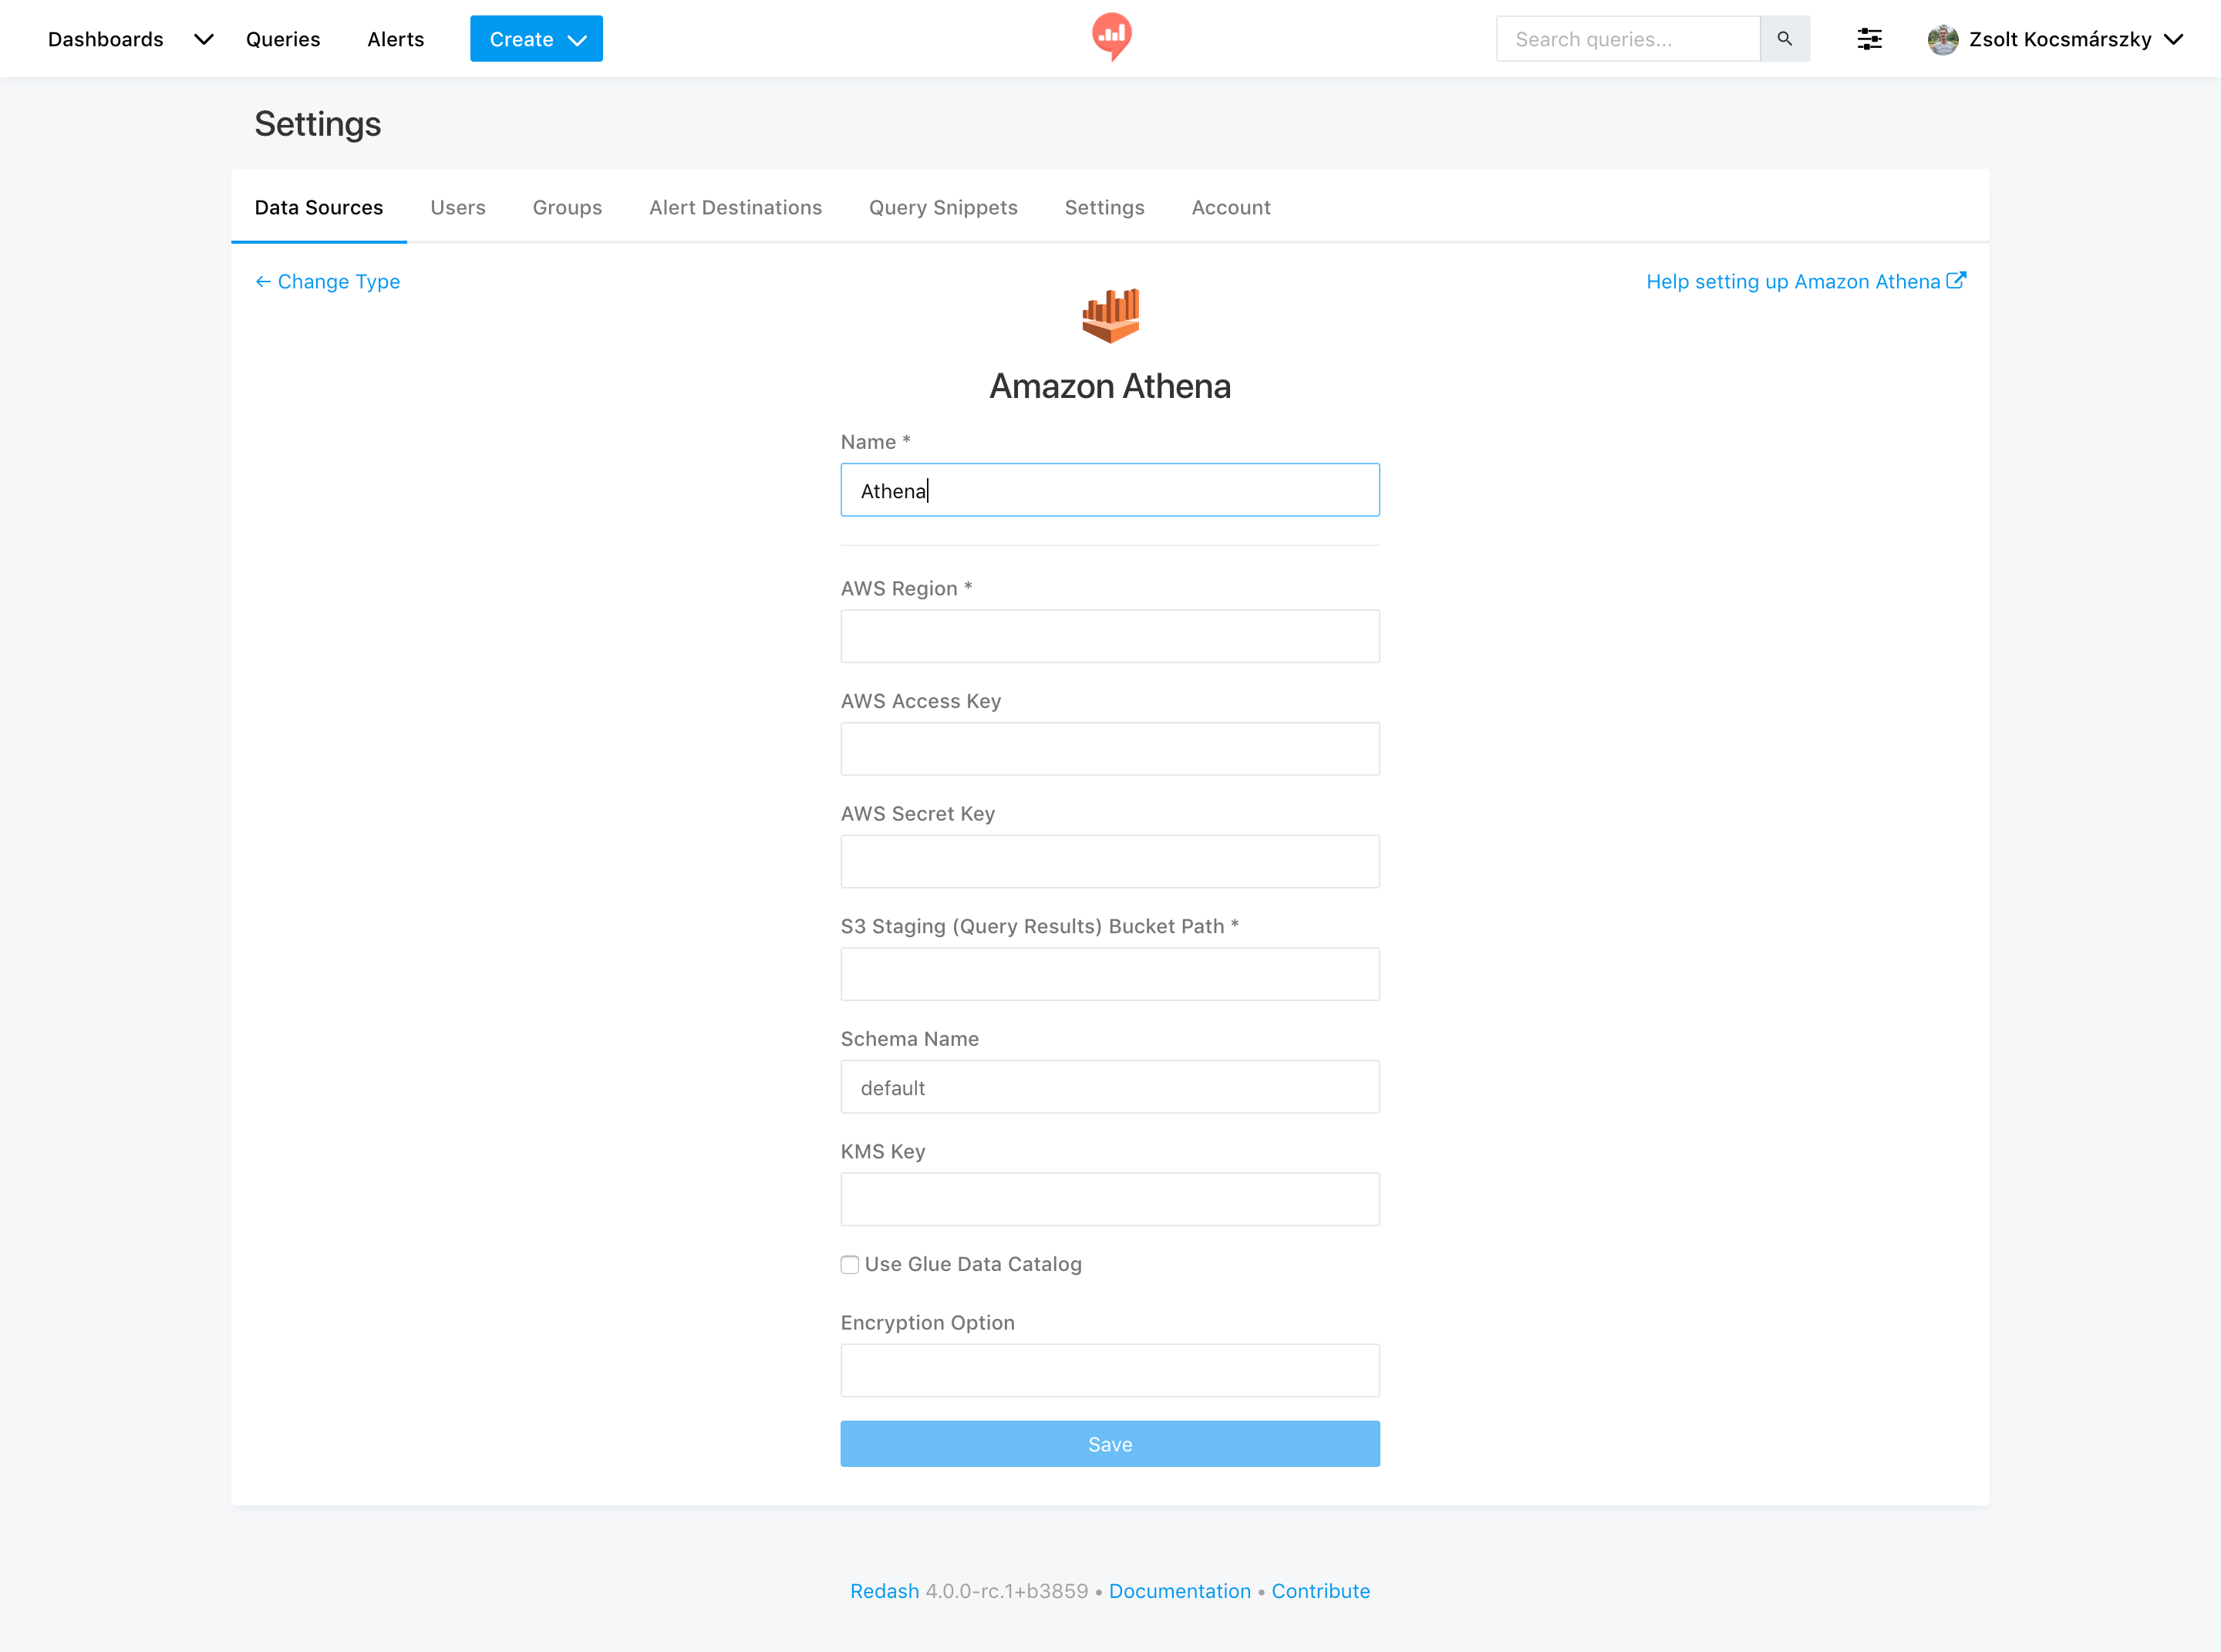 Dashboards Queries Alerts Create Search queries... Zsolt Kocsmárszky
Settings
Data Sources Users Groups Alert Destinations Query Snippets Settings Account
← Change Type Help setting up Amazon Athena
Amazon Athena
Name *
Athena
AWS Region *
AWS Access Key
AWS Secret Key
S3 Staging (Query Results) Bucket Path *
Schema Name
default
KMS Key
Use Glue Data Catalog
Encryption Option
Save
Redash 4.0.0-rc.1+b3859 • Documentation • Contribute